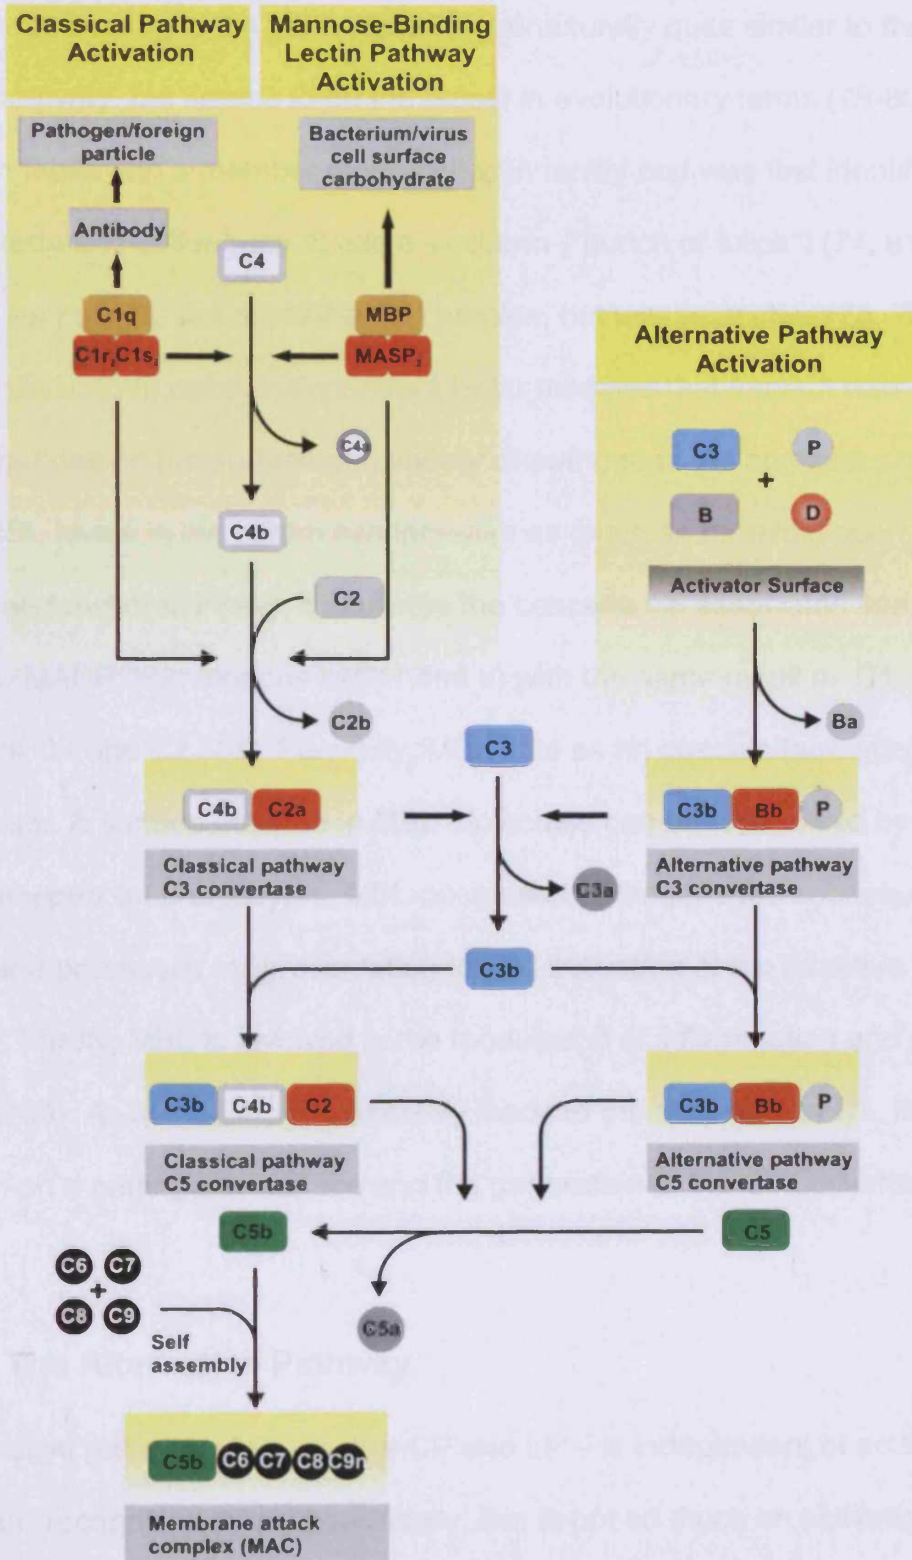 Classical Pathway
Activation
Mannose-Binding
Lectin Pathway
Activation
Pathogen/foreign
particle
Bacterium/virus
cell surface
carbohydrate
Antibody
C4
C1q
C1r2C1s2
MBP
MASP2
C4a
C4b
C2
C2b
Alternative Pathway
Activation
C3
P
+
B
D
Activator Surface
Ba
C3
C4b C2a
Classical pathway
C3 convertase
C3b Bb P
Alternative pathway
C3 convertase
C3a
C3b
C3b C4b C2
Classical pathway
C5 convertase
C3b Bb P
Alternative pathway
C5 convertase
C5b
C5
C6 C7
+
C8 C9
C5a
Self
assembly
C5b C6 C7 C8 C9n
Membrane attack
complex (MAC)